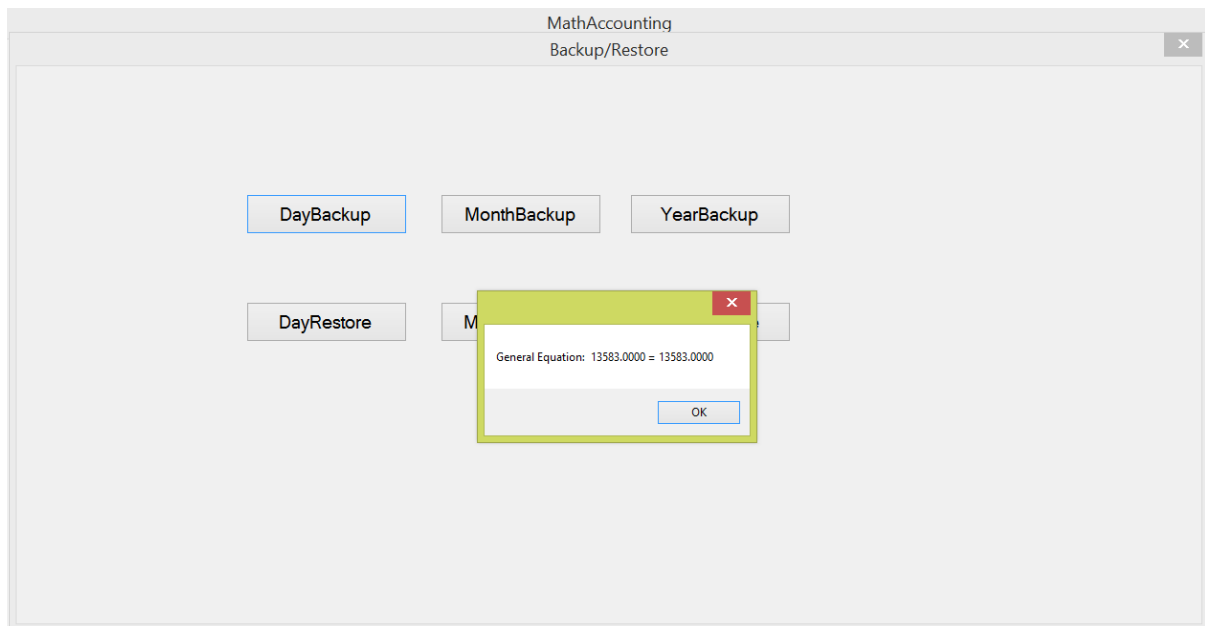 MathAccounting
Backup/Restore
DayBackup
MonthBackup
YearBackup
DayRestore
General Equation: 13583.0000 = 13583.0000
OK